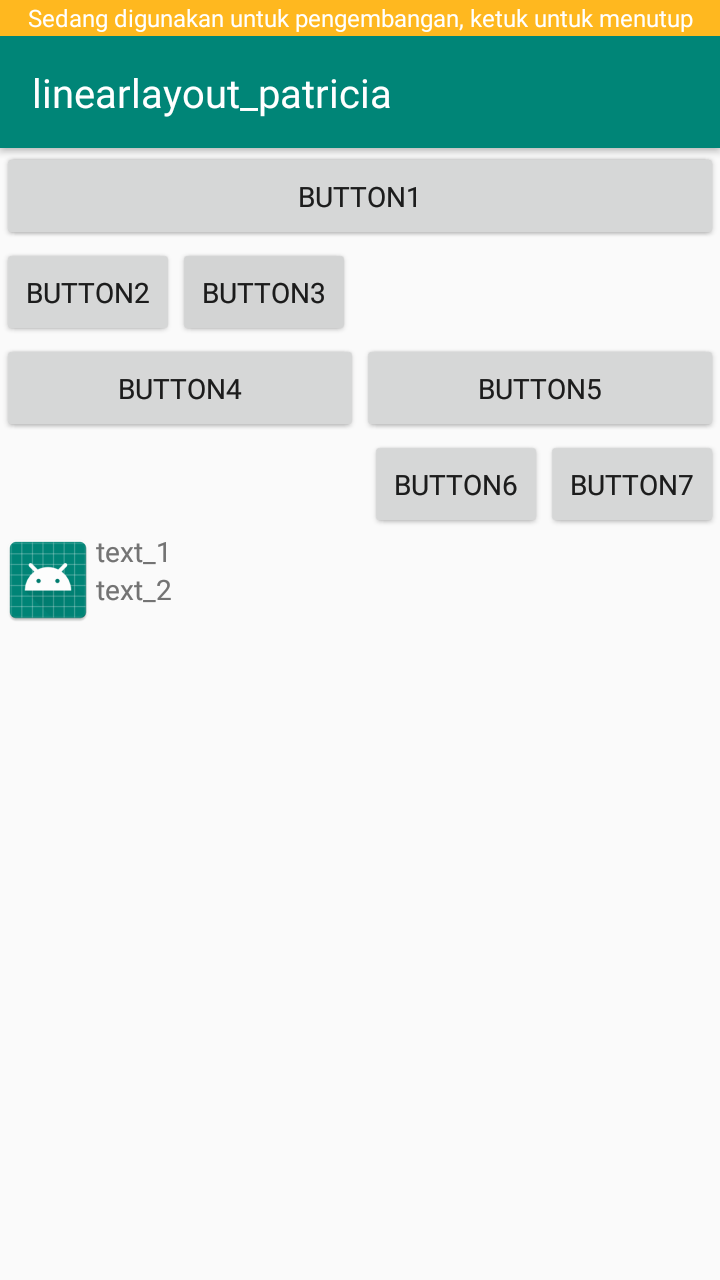 Sedang digunakan untuk pengembangan, ketuk untuk menutup
linearlayout_patricia
BUTTON1
BUTTON2 BUTTON3
BUTTON4 BUTTON5
BUTTON6 BUTTON7
text_1
text_2